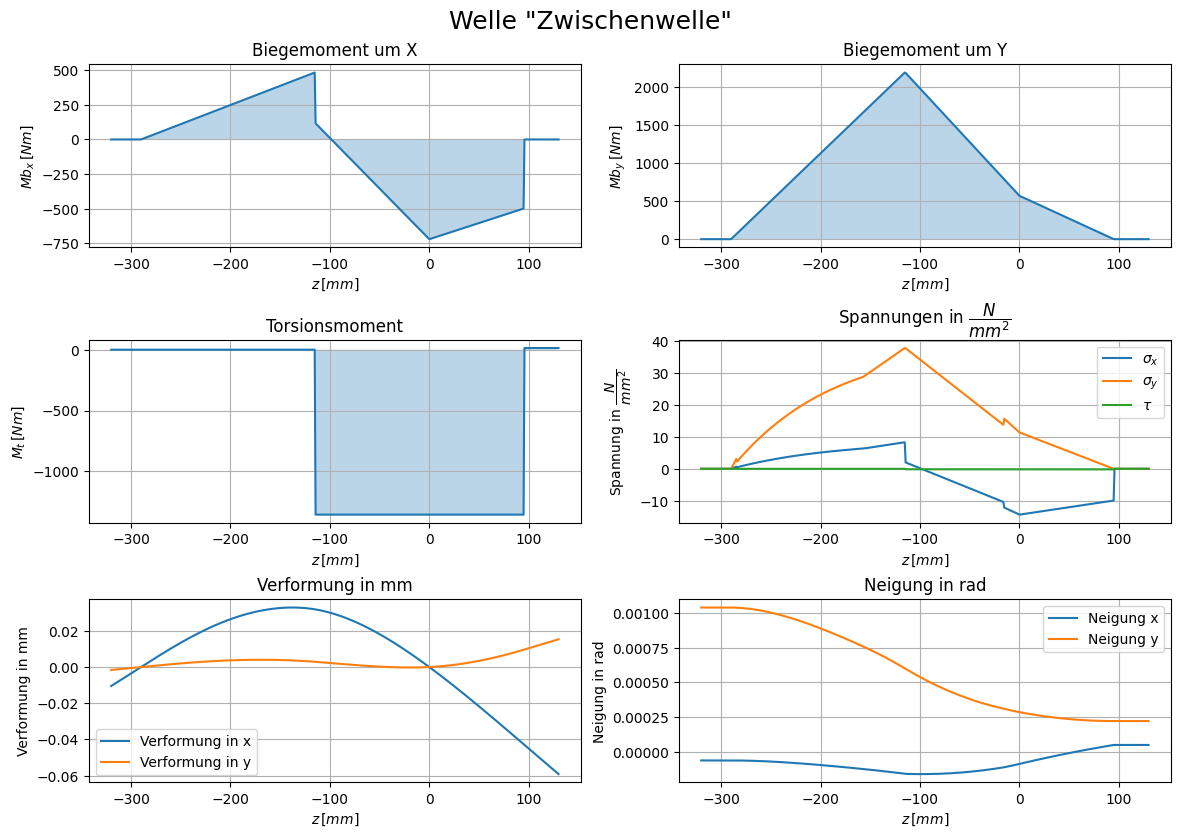 Welle "Zwischenwelle"
Biegemoment um X
Mb_x [Nm]
500
250
0
−250
−500
−750
−300 −200 −100 0 100
z [mm]
Biegemoment um Y
Mb_y [Nm]
2000
1500
1000
500
0
−300 −200 −100 0 100
z [mm]
Torsionsmoment
M_t [Nm]
0
−500
−1000
−300 −200 −100 0 100
z [mm]
Spannungen in N/mm²
Spannung in N/mm²
40
30
20
10
0
−10
σ_x
σ_y
τ
−300 −200 −100 0 100
z [mm]
Verformung in mm
Verformung in mm
0.02
0.00
−0.02
−0.04
−0.06
Verformung in x
Verformung in y
−300 −200 −100 0 100
z [mm]
Neigung in rad
Neigung in rad
0.00100
0.00075
0.00050
0.00025
0.00000
Neigung x
Neigung y
−300 −200 −100 0 100
z [mm]